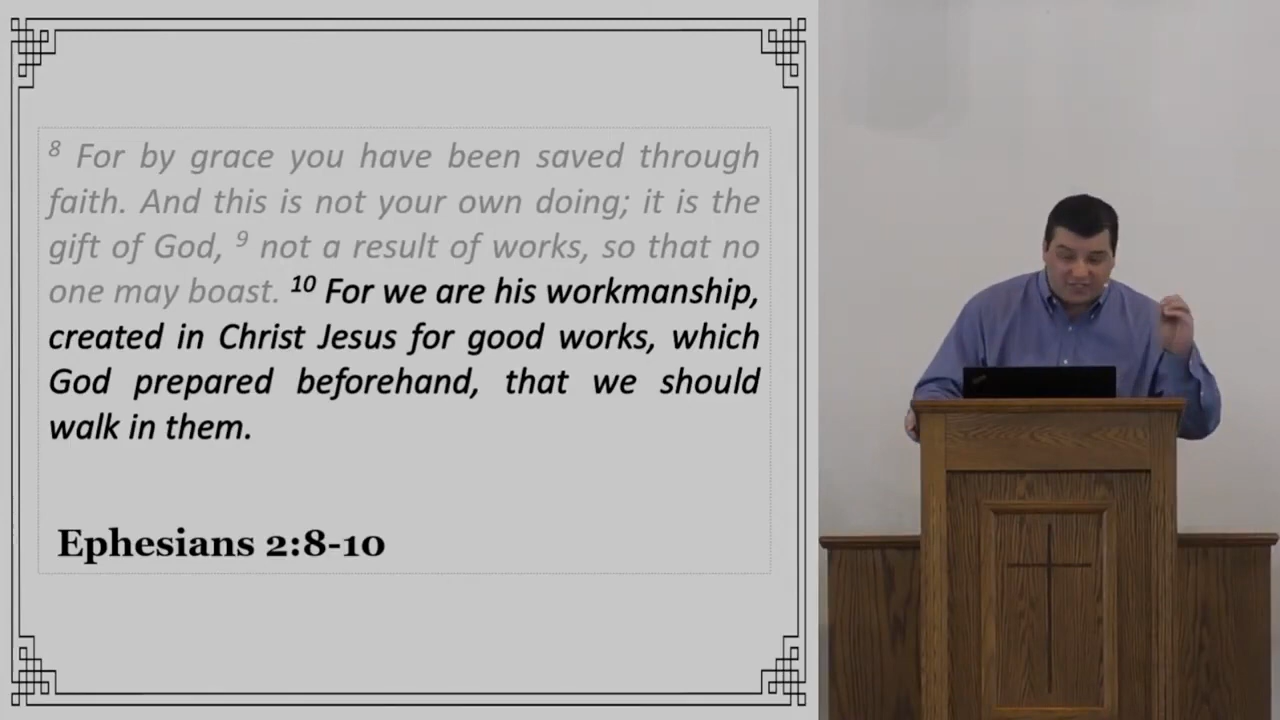 8 For by grace you have been saved through
faith. And this is not your own doing; it is the
gift of God, 9 not a result of works, so that no
one may boast. 10 For we are his workmanship,
created in Christ Jesus for good works, which
God prepared beforehand, that we should
walk in them.
Ephesians 2:8-10